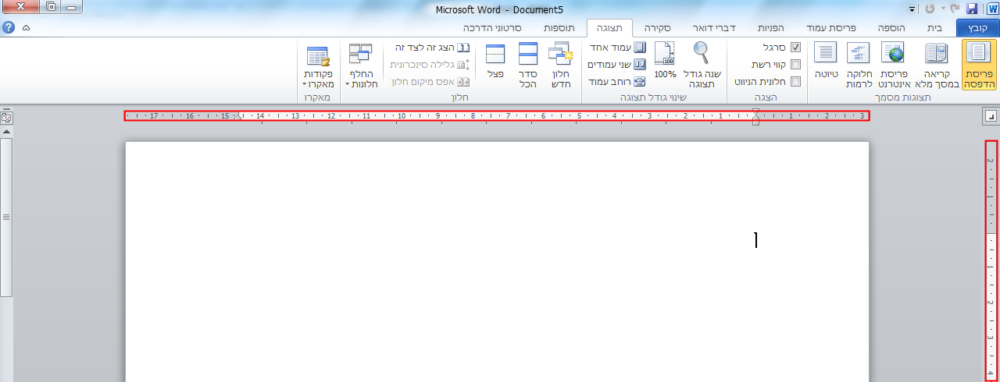 Microsoft Word - Document5
קובץ בית הוספה פריסת עמוד הפניות דברי דואר סקירה תצוגה תוספות סרטוני הדרכה
פריסת הדפסה
קריאה במסך מלא
פריסת אינטרנט
חלוקה לרמות
טיוטה
תצוגות מסמך
סרגל
קווי רשת
חלונית הניווט
הצגה
שנה גודל תצוגה
100%
עמוד אחד
שני עמודים
רוחב עמוד
שינוי גודל תצוגה
חלון חדש
סדר הכל
פצל
הצג זה לצד זה
גלילה סינכרונית
אפס מיקום חלון
חלון
החלף חלונות
פקודות מאקרו
מאקרו
17 16 15 14 13 12 11 10 9 8 7 6 5 4 3 2 1 1 2 3
2
1
1
2
3
4